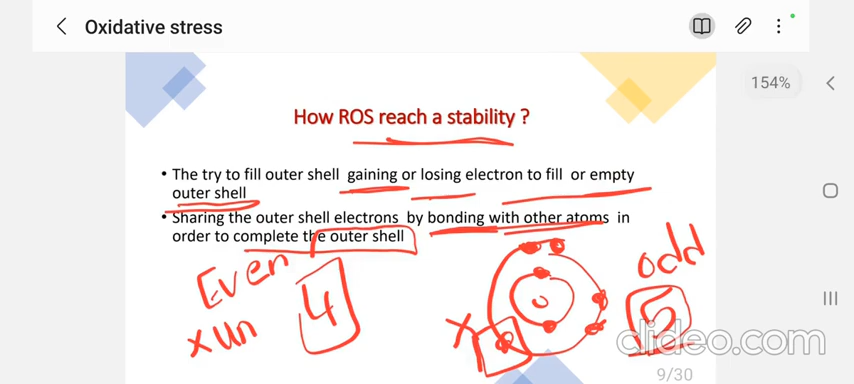 Oxidative stress
154%
How ROS reach a stability ?
• The try to fill outer shell gaining or losing electron to fill or empty
outer shell
• Sharing the outer shell electrons by bonding with other atoms in
order to complete the outer shell
Even
4
odd
5
x un
x
clideo.com
9/30